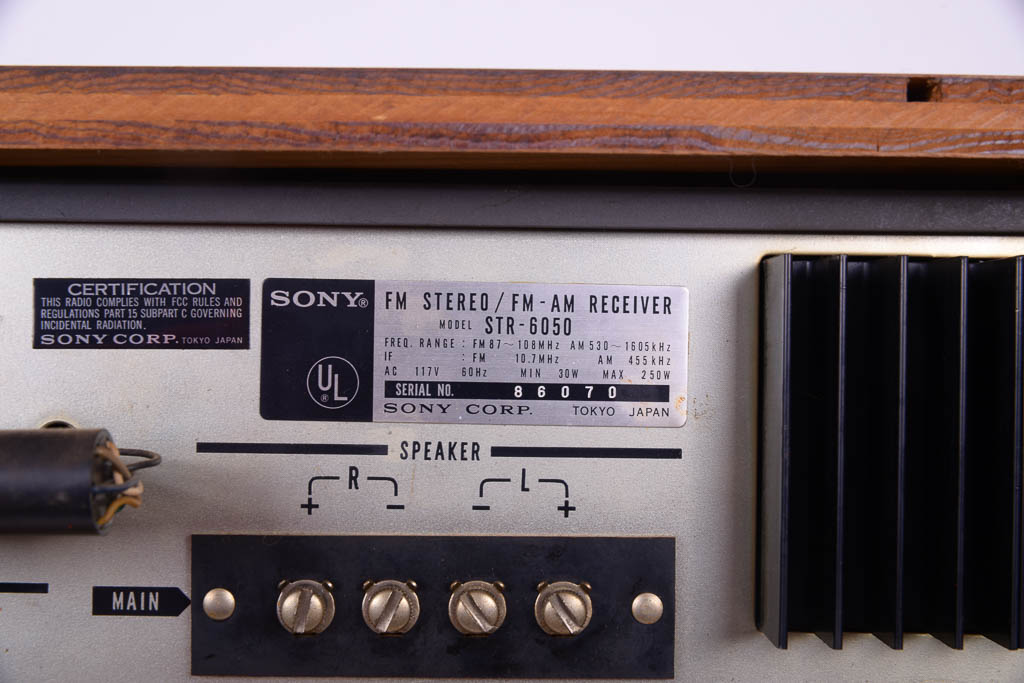 CERTIFICATION
THIS RADIO COMPLIES WITH FCC RULES AND
REGULATIONS PART 15 SUBPART C GOVERNING
INCIDENTAL RADIATION.
SONY CORP. TOKYO JAPAN
SONY®
UL®
FM STEREO / FM-AM RECEIVER
MODEL STR-6050
FREQ. RANGE : FM 87~108MHz AM 530~1605kHz
IF : FM 10.7MHz AM 455kHz
AC 117V 60Hz MIN 30W MAX 250W
SERIAL NO. 86070
SONY CORP. TOKYO JAPAN
SPEAKER
R L
+ - - +
MAIN